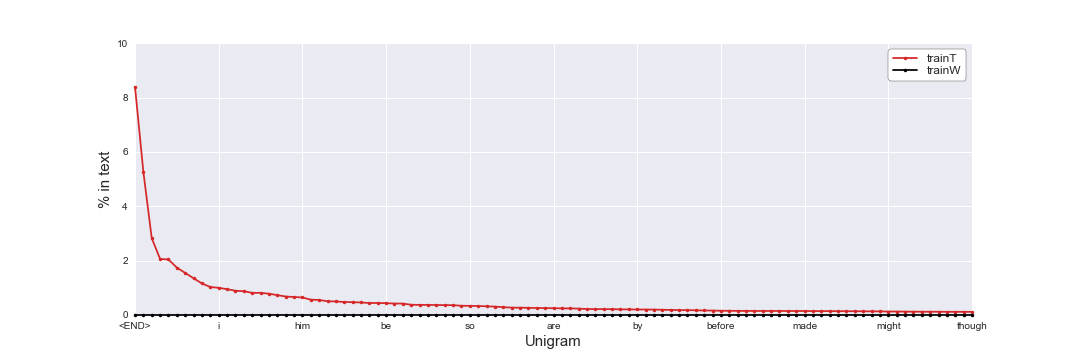 10
trainT
trainW
8
6
% in text
4
2
0
<END> i him be so are by before made might though
Unigram